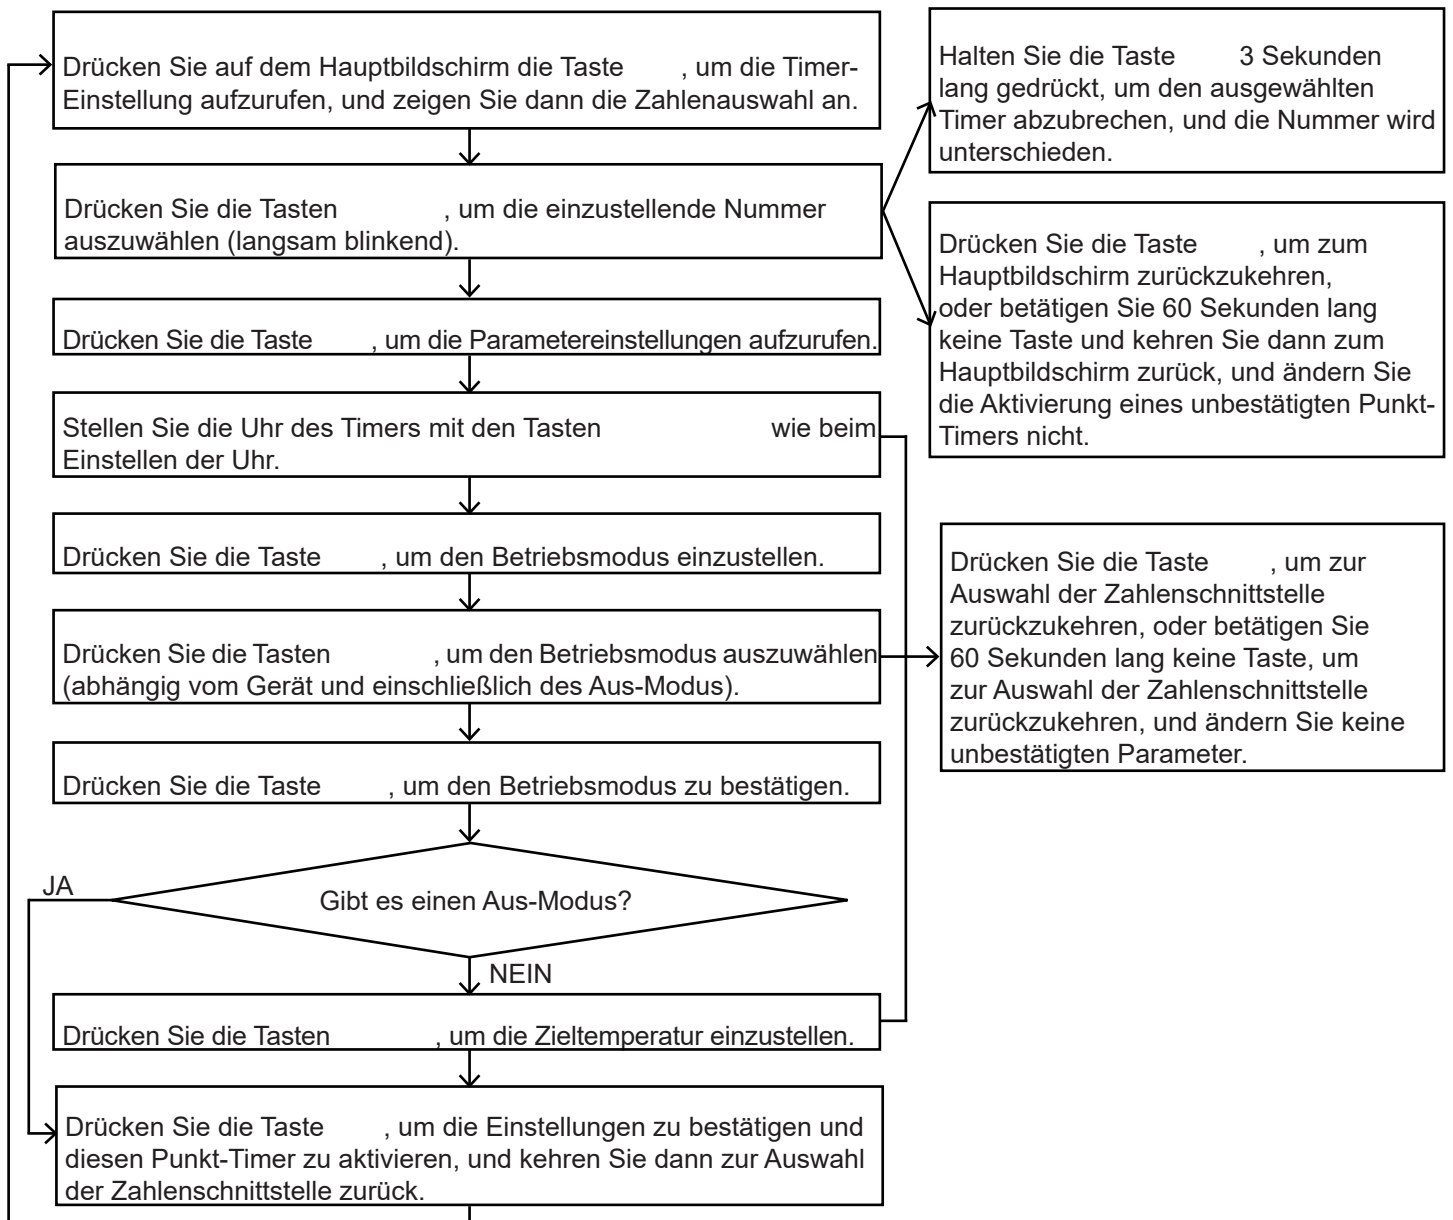 Drücken Sie auf dem Hauptbildschirm die Taste , um die Timer-
Einstellung aufzurufen, und zeigen Sie dann die Zahlenauswahl an.
Halten Sie die Taste 3 Sekunden
lang gedrückt, um den ausgewählten
Timer abzubrechen, und die Nummer wird
unterschieden.
Drücken Sie die Tasten , um die einzustellende Nummer
auszuwählen (langsam blinkend).
Drücken Sie die Taste , um zum
Hauptbildschirm zurückzukehren,
oder betätigen Sie 60 Sekunden lang
keine Taste und kehren Sie dann zum
Hauptbildschirm zurück, und ändern Sie
die Aktivierung eines unbestätigten Punkt-
Timers nicht.
Drücken Sie die Taste , um die Parametereinstellungen aufzurufen.
Stellen Sie die Uhr des Timers mit den Tasten wie beim
Einstellen der Uhr.
Drücken Sie die Taste , um den Betriebsmodus einzustellen.
Drücken Sie die Tasten , um den Betriebsmodus auszuwählen
(abhängig vom Gerät und einschließlich des Aus-Modus).
Drücken Sie die Taste , um zur
Auswahl der Zahlenschnittstelle
zurückzukehren, oder betätigen Sie
60 Sekunden lang keine Taste, um
zur Auswahl der Zahlenschnittstelle
zurückzukehren, und ändern Sie keine
unbestätigten Parameter.
Drücken Sie die Taste , um den Betriebsmodus zu bestätigen.
JA
Gibt es einen Aus-Modus?
NEIN
Drücken Sie die Tasten , um die Zieltemperatur einzustellen.
Drücken Sie die Taste , um die Einstellungen zu bestätigen und
diesen Punkt-Timer zu aktivieren, und kehren Sie dann zur Auswahl
der Zahlenschnittstelle zurück.